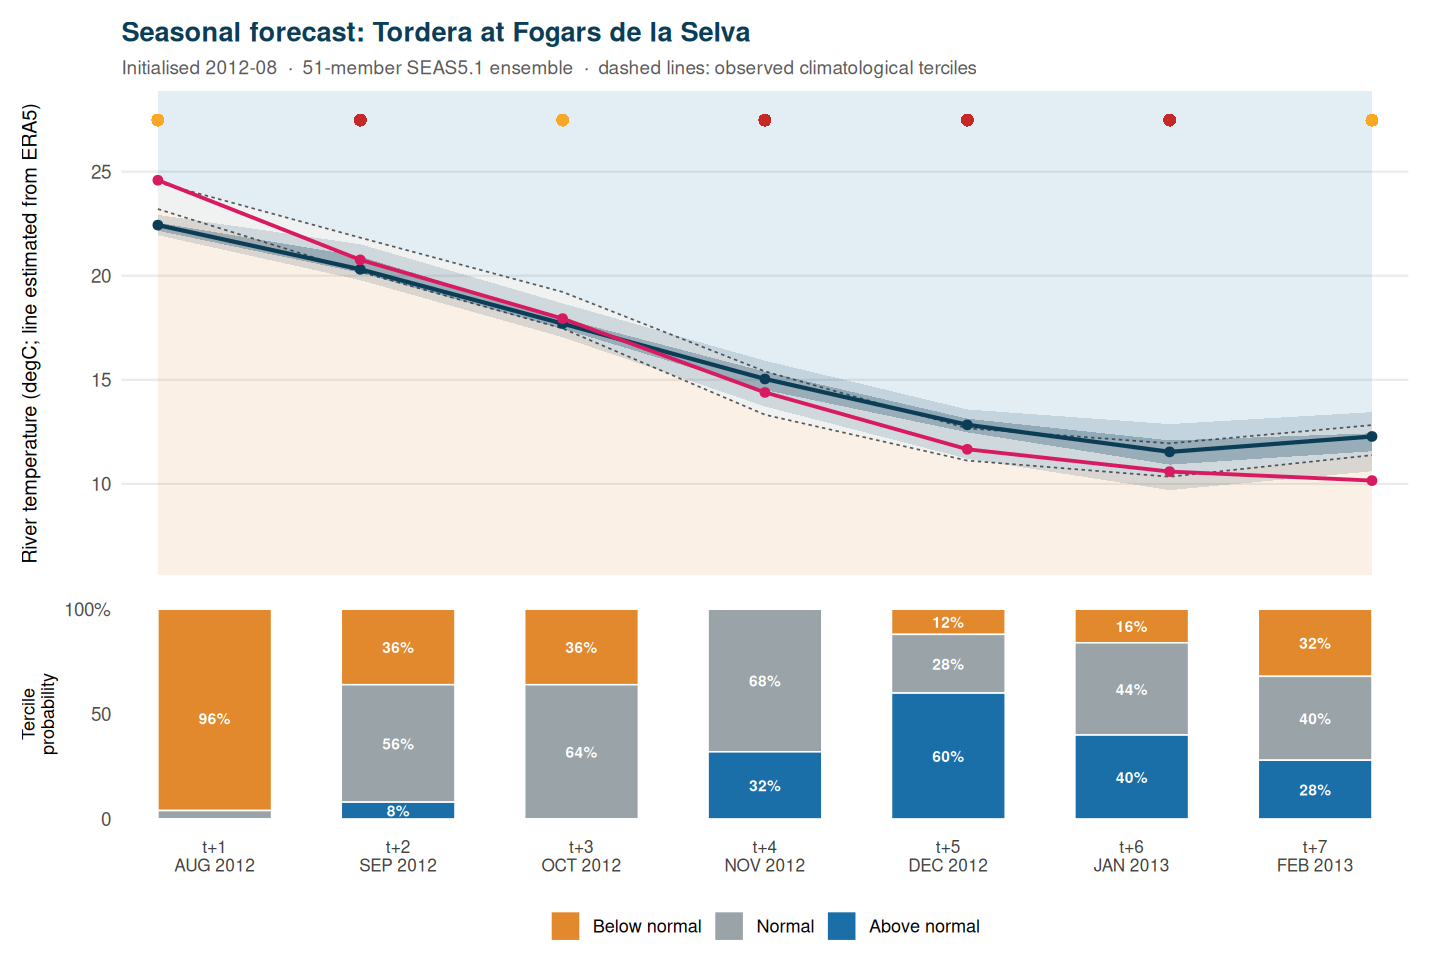 Seasonal forecast: Tordera at Fogars de la Selva
Initialised 2012-08 · 51-member SEAS5.1 ensemble · dashed lines: observed climatological terciles
River temperature (degC; line estimated from ERA5)
25
20
15
10
Tercile
probability
100%
50
0
96%
36%
56%
8%
36%
64%
68%
32%
12%
28%
60%
16%
44%
40%
32%
40%
28%
t+1
AUG 2012
t+2
SEP 2012
t+3
OCT 2012
t+4
NOV 2012
t+5
DEC 2012
t+6
JAN 2013
t+7
FEB 2013
Below normal
Normal
Above normal